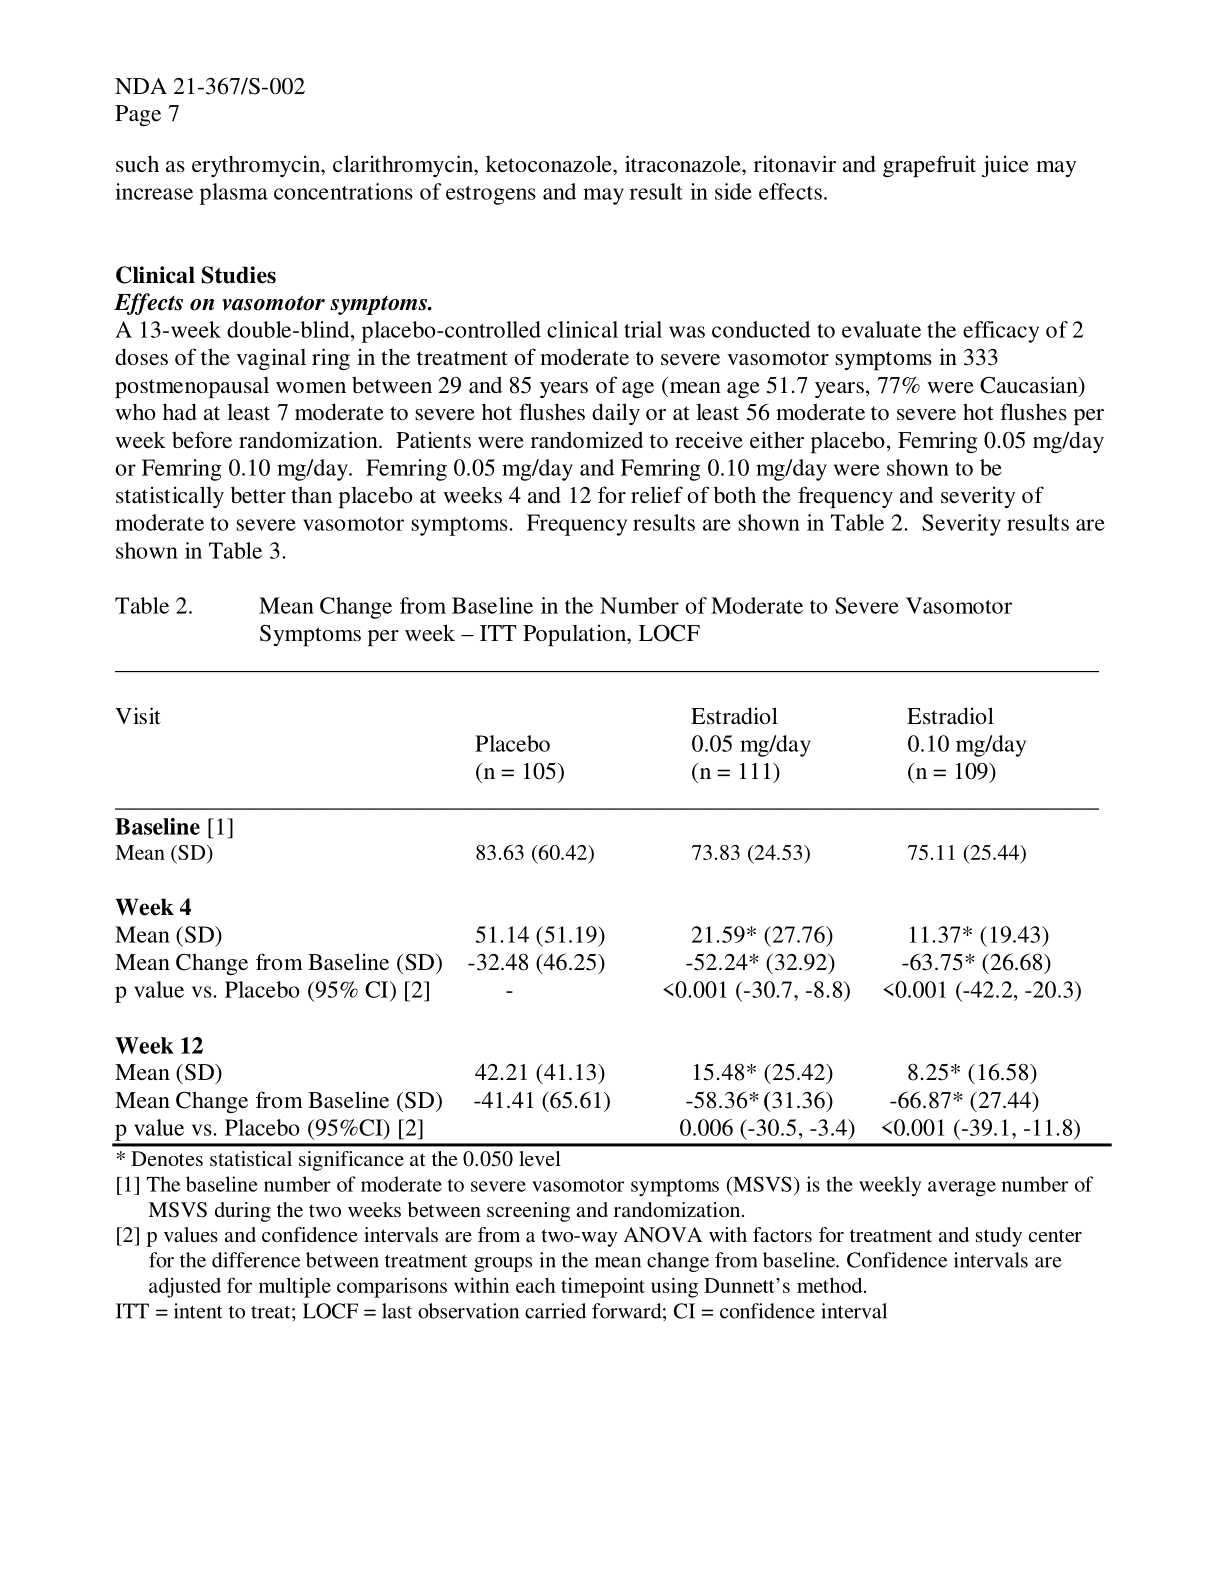 NDA 21-367/S-002
Page 7
such as erythromycin, clarithromycin, ketoconazole, itraconazole, ritonavir and grapefruit juice may
increase plasma concentrations of estrogens and may result in side effects.
Clinical Studies
Effects on vasomotor symptoms.
A 13-week double-blind, placebo-controlled clinical trial was conducted to evaluate the efficacy of 2
doses of the vaginal ring in the treatment of moderate to severe vasomotor symptoms in 333
postmenopausal women between 29 and 85 years of age (mean age 51.7 years, 77% were Caucasian)
who had at least 7 moderate to severe hot flushes daily or at least 56 moderate to severe hot flushes per
week before randomization. Patients were randomized to receive either placebo, Femring 0.05 mg/day
or Femring 0.10 mg/day. Femring 0.05 mg/day and Femring 0.10 mg/day were shown to be
statistically better than placebo at weeks 4 and 12 for relief of both the frequency and severity of
moderate to severe vasomotor symptoms. Frequency results are shown in Table 2. Severity results are
shown in Table 3.
Table 2. Mean Change from Baseline in the Number of Moderate to Severe Vasomotor
Symptoms per week – ITT Population, LOCF
Visit Estradiol Estradiol
Placebo 0.05 mg/day 0.10 mg/day
(n = 105) (n = 111) (n = 109)
Baseline [1]
Mean (SD) 83.63 (60.42) 73.83 (24.53) 75.11 (25.44)
Week 4
Mean (SD) 51.14 (51.19) 21.59* (27.76) 11.37* (19.43)
Mean Change from Baseline (SD) -32.48 (46.25) -52.24* (32.92) -63.75* (26.68)
p value vs. Placebo (95% CI) [2] - <0.001 (-30.7, -8.8) <0.001 (-42.2, -20.3)
Week 12
Mean (SD) 42.21 (41.13) 15.48* (25.42) 8.25* (16.58)
Mean Change from Baseline (SD) -41.41 (65.61) -58.36* (31.36) -66.87* (27.44)
p value vs. Placebo (95%CI) [2] 0.006 (-30.5, -3.4) <0.001 (-39.1, -11.8)
* Denotes statistical significance at the 0.050 level
[1] The baseline number of moderate to severe vasomotor symptoms (MSVS) is the weekly average number of
MSVS during the two weeks between screening and randomization.
[2] p values and confidence intervals are from a two-way ANOVA with factors for treatment and study center
for the difference between treatment groups in the mean change from baseline. Confidence intervals are
adjusted for multiple comparisons within each timepoint using Dunnett’s method.
ITT = intent to treat; LOCF = last observation carried forward; CI = confidence interval